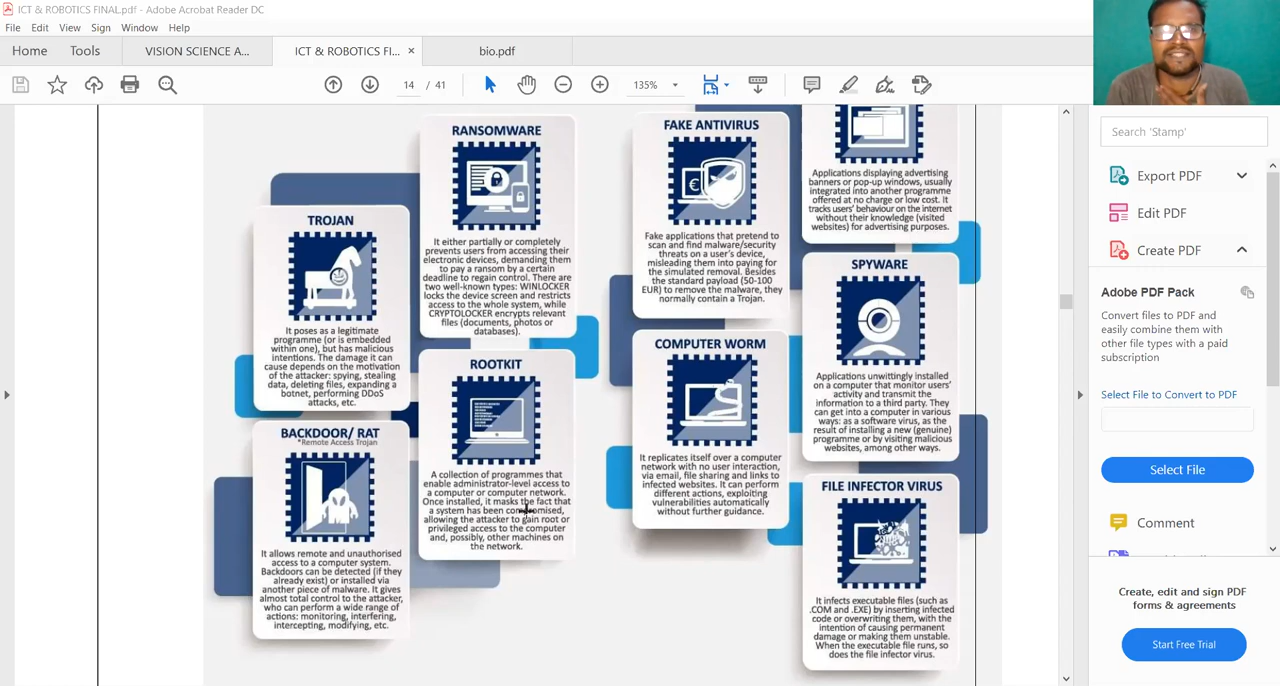 ICT & ROBOTICS FINAL.pdf - Adobe Acrobat Reader DC
File Edit View Sign Window Help
Home Tools VISION SCIENCE A... ICT & ROBOTICS FI... × bio.pdf
14 / 41 135%
TROJAN
It poses as a legitimate
programme (or is embedded
within one), but has malicious
intentions. The damage it can
cause depends on the motivation
of the attacker: spying, stealing
data, deleting files, expanding a
botnet, performing DDoS
attacks, etc.
BACKDOOR/ RAT
*Remote Access Trojan
It allows remote and unauthorised
access to a computer system.
Backdoors can be detected (if they
already exist) or installed via
another piece of malware. It gives
almost total control to the attacker,
who can perform a wide range of
actions: monitoring, interfering,
intercepting, modifying, etc.
RANSOMWARE
It either partially or completely
prevents users from accessing their
electronic devices, demanding them
to pay a ransom by a certain
deadline to regain control. There are
two well-known types: WINLOCKER
locks the device screen and restricts
access to the whole system, while
CRYPTOLOCKER encrypts relevant
files (documents, photos or
databases).
ROOTKIT
A collection of programmes that
enable administrator-level access to
a computer or computer network.
Once installed, it masks the fact that
a system has been compromised,
allowing the attacker to gain root or
privileged access to the computer
and, possibly, other machines on
the network.
FAKE ANTIVIRUS
€
Fake applications that pretend to
scan and find malware/security
threats on a user's device,
misleading them into paying for
the simulated removal. Besides
the standard payload (50-100
EUR) to remove the malware, they
normally contain a Trojan.
COMPUTER WORM
It replicates itself over a computer
network with no user interaction,
via email, file sharing and links to
infected websites. It can perform
different actions, exploiting
vulnerabilities automatically
without further guidance.
Applications displaying advertising
banners or pop-up windows, usually
integrated into another programme
offered at no charge or low cost. It
tracks users' behaviour on the internet
without their knowledge (visited
websites) for advertising purposes.
SPYWARE
Applications unwittingly installed
on a computer that monitor users'
activity and transmit the
information to a third party. They
can get into a computer in various
ways: as a software virus, as the
result of installing a new (genuine)
programme or by visiting malicious
websites, among other ways.
FILE INFECTOR VIRUS
It infects executable files (such as
.COM and .EXE) by inserting infected
code or overwriting them, with the
intention of causing permanent
damage or making them unstable.
When the executable file runs, so
does the file infector virus.
Search 'Stamp'
Export PDF
Edit PDF
Create PDF
Adobe PDF Pack
Convert files to PDF and
easily combine them with
other file types with a paid
subscription
Select File to Convert to PDF
Select File
Comment
Create, edit and sign PDF
forms & agreements
Start Free Trial